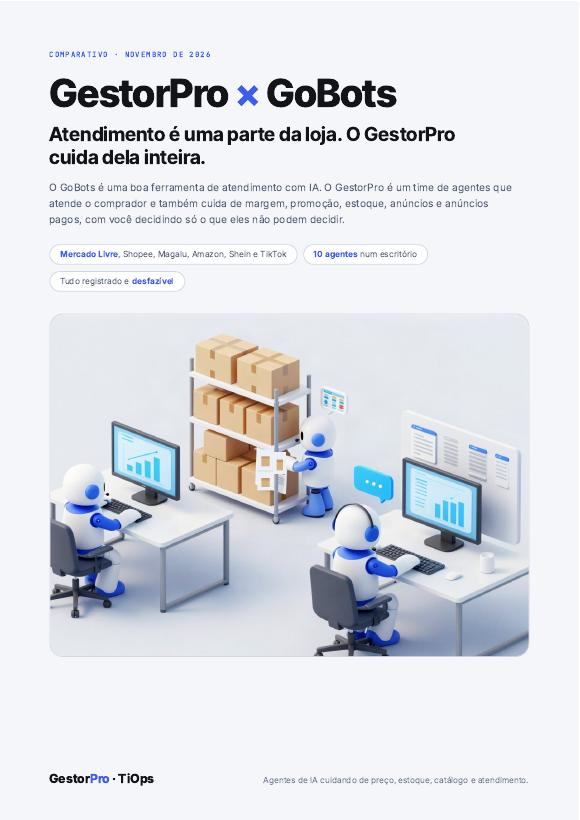 COMPARATIVO · NOVEMBRO DE 2026
GestorPro × GoBots
Atendimento é uma parte da loja. O GestorPro
cuida dela inteira.
O GoBots é uma boa ferramenta de atendimento com IA. O GestorPro é um time de agentes que
atende o comprador e também cuida de margem, promoção, estoque, anúncios e anúncios
pagos, com você decidindo só o que eles não podem decidir.
Mercado Livre, Shopee, Magalu, Amazon, Shein e TikTok
10 agentes num escritório
Tudo registrado e desfazível
GestorPro · TiOps
Agentes de IA cuidando de preço, estoque, catálogo e atendimento.